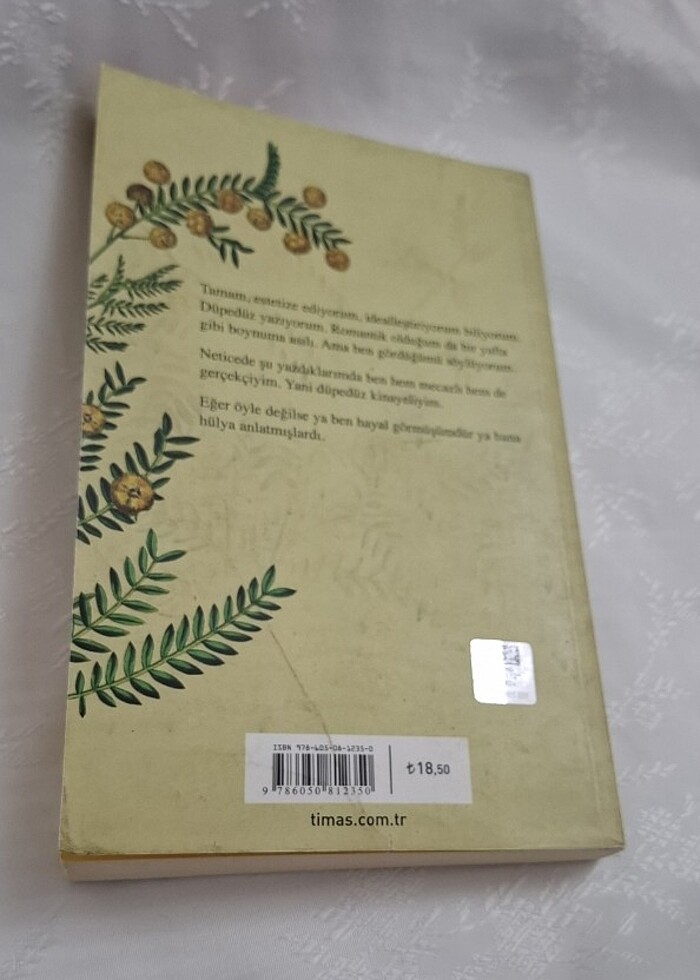 Tamam, estetize ediyorum, idealleştiriyorum biliyorum.
Düpedüz yazıyorum. Romantik olduğum da bir yafta
gibi boynuma asılı. Ama ben gördüğümü söylüyorum.
Neticede şu yazdıklarımda ben hem mecazlı hem de
gerçekçiyim. Yani düpedüz kinayeliyim.
Eğer öyle değilse ya ben hayal görmüşümdür ya bana
hülya anlatmışlardı.
ISBN 978-605-08-1235-0
₺18,50
9 786050 812350
timas.com.tr